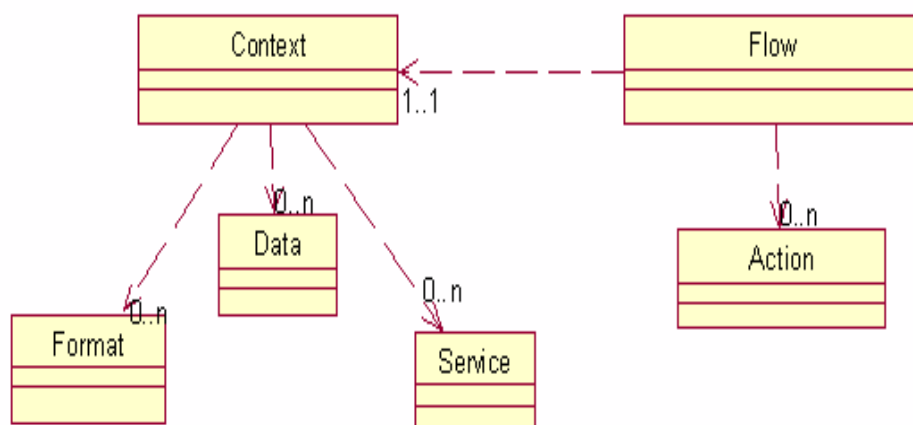 Context
Flow
1..1
0..n
Data
0..n
Action
0..n
0..n
Format
Service